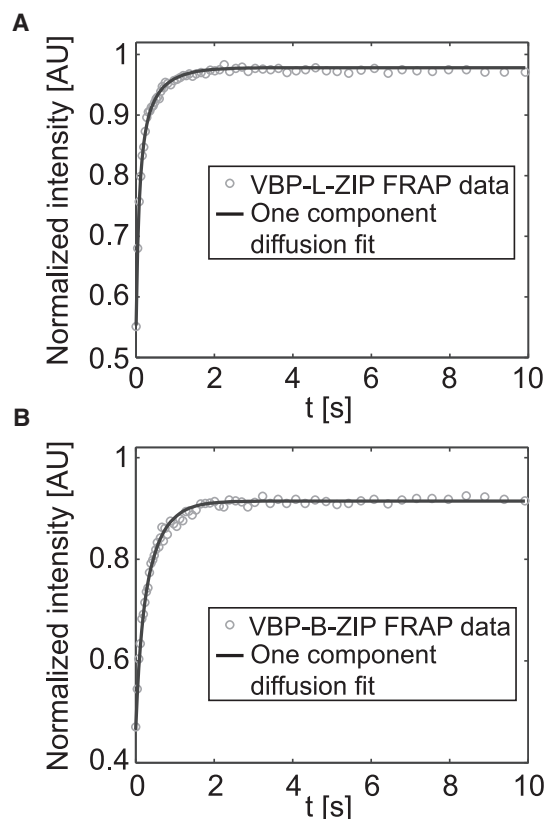 A
Normalized intensity [AU]
1
0.9
0.8
0.7
0.6
0.5
VBP-L-ZIP FRAP data
One component
diffusion fit
0 2 4 6 8 10
t [s]
B
Normalized intensity [AU]
1
0.8
0.6
0.4
VBP-B-ZIP FRAP data
One component
diffusion fit
0 2 4 6 8 10
t [s]